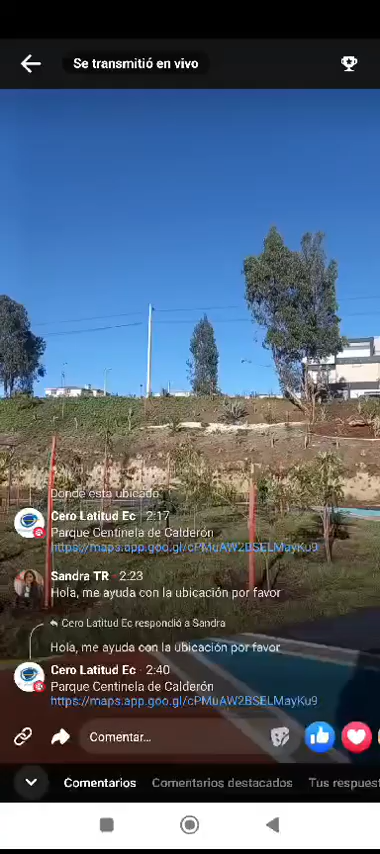 Se transmitió en vivo
Donde esta ubicado
Cero Latitud Ec · 2:17
Parque Centinela de Calderón
https://maps.app.goo.gl/cPMuAW2BSELMayKu9
Sandra TR · 2:23
Hola, me ayuda con la ubicación por favor
Cero Latitud Ec respondió a Sandra
Hola, me ayuda con la ubicación por favor
Cero Latitud Ec · 2:40
Parque Centinela de Calderón
https://maps.app.goo.gl/cPMuAW2BSELMayKu9
Comentar...
Comentarios Comentarios destacados Tus respuest